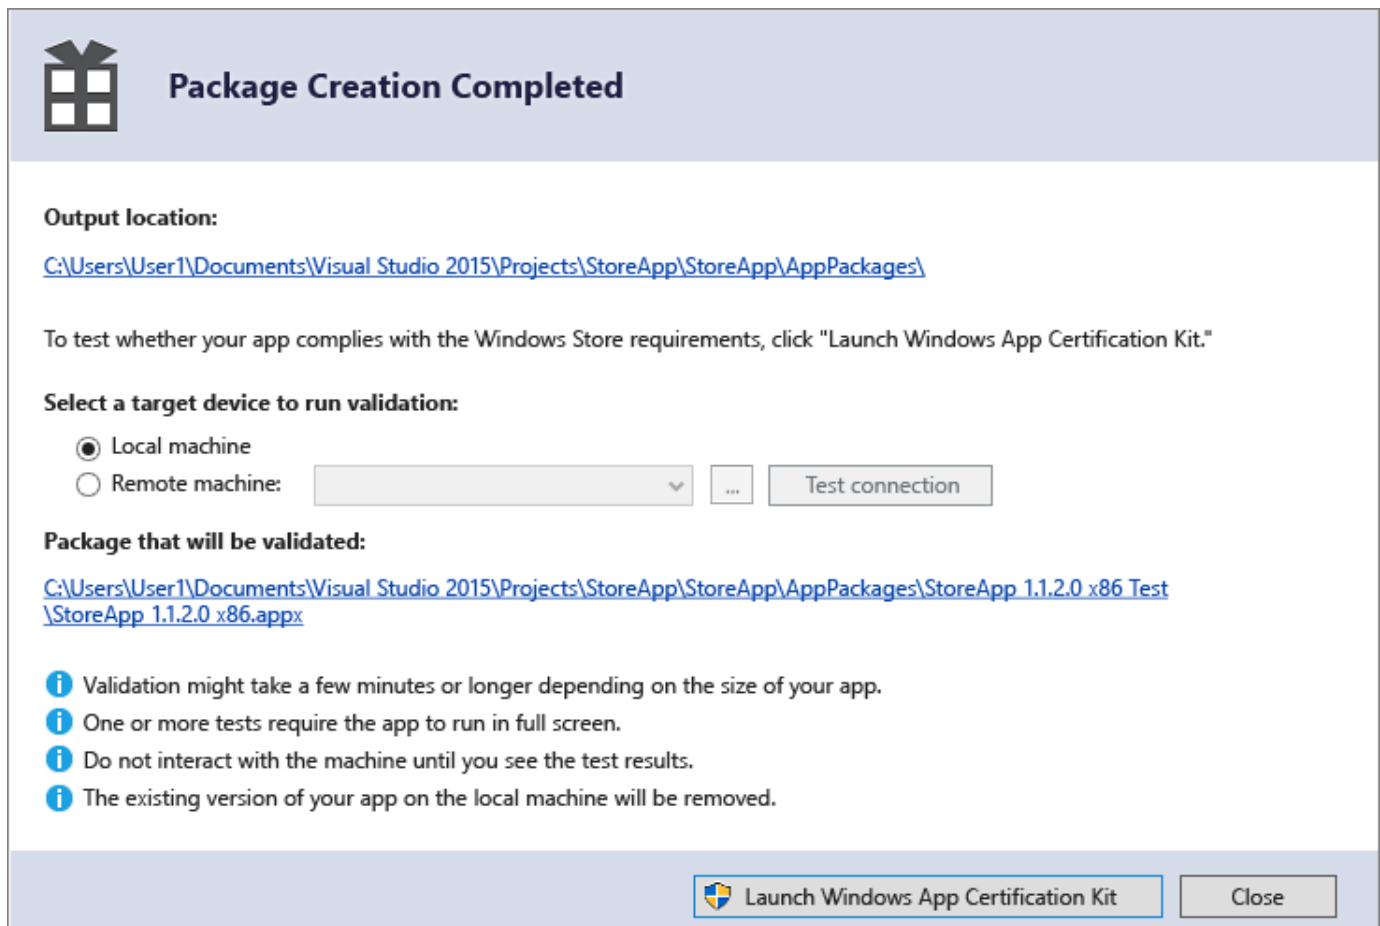 Package Creation Completed
Output location:
C:\Users\User1\Documents\Visual Studio 2015\Projects\StoreApp\StoreApp\AppPackages\
To test whether your app complies with the Windows Store requirements, click "Launch Windows App Certification Kit."
Select a target device to run validation:
Local machine
Remote machine:
...
Test connection
Package that will be validated:
C:\Users\User1\Documents\Visual Studio 2015\Projects\StoreApp\StoreApp\AppPackages\StoreApp 1.1.2.0 x86 Test
\StoreApp 1.1.2.0 x86.appx
Validation might take a few minutes or longer depending on the size of your app.
One or more tests require the app to run in full screen.
Do not interact with the machine until you see the test results.
The existing version of your app on the local machine will be removed.
Launch Windows App Certification Kit
Close